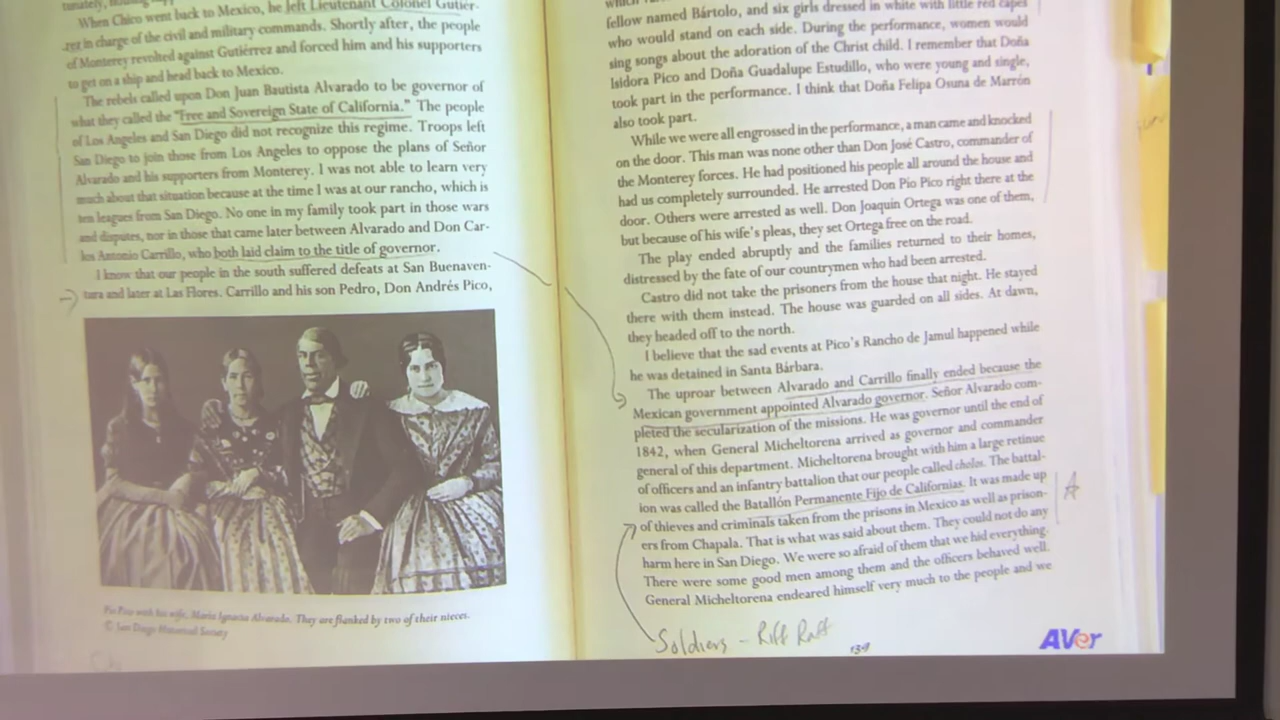 When Chico went back to Mexico, he left Lieutenant Colonel Gutiér-
rez in charge of the civil and military commands. Shortly after, the people
of Monterey revolted against Gutiérrez and forced him and his supporters
to get on a ship and head back to Mexico.
The rebels called upon Don Juan Bautista Alvarado to be governor of
what they called the "Free and Sovereign State of California." The people
of Los Angeles and San Diego did not recognize this regime. Troops left
San Diego to join those from Los Angeles to oppose the plans of Señor
Alvarado and his supporters from Monterey. I was not able to learn very
much about that situation because at the time I was at our rancho, which is
ten leagues from San Diego. No one in my family took part in those wars
and disputes, nor in those that came later between Alvarado and Don Car-
los Antonio Carrillo, who both laid claim to the title of governor.
I know that our people in the south suffered defeats at San Buenaven-
tura and later at Las Flores. Carrillo and his son Pedro, Don Andrés Pico,
Pío Pico with his wife, María Ignacia Alvarado. They are flanked by two of their nieces.
© San Diego Historical Society
fellow named Bártolo, and six girls dressed in white with little red capes
who would stand on each side. During the performance, women would
sing songs about the adoration of the Christ child. I remember that Doña
Isidora Pico and Doña Guadalupe Estudillo, who were young and single,
took part in the performance. I think that Doña Felipa Osuna de Marrón
also took part.
While we were all engrossed in the performance, a man came and knocked
on the door. This man was none other than Don José Castro, commander of
the Monterey forces. He had positioned his people all around the house and
had us completely surrounded. He arrested Don Pío Pico right there at the
door. Others were arrested as well. Don Joaquín Ortega was one of them,
but because of his wife's pleas, they set Ortega free on the road.
The play ended abruptly and the families returned to their homes,
distressed by the fate of our countrymen who had been arrested.
Castro did not take the prisoners from the house that night. He stayed
there with them instead. The house was guarded on all sides. At dawn,
they headed off to the north.
I believe that the sad events at Pico's Rancho de Jamul happened while
he was detained in Santa Bárbara.
The uproar between Alvarado and Carrillo finally ended because the
Mexican government appointed Alvarado governor. Señor Alvarado com-
pleted the secularization of the missions. He was governor until the end of
1842, when General Micheltorena arrived as governor and commander
general of this department. Micheltorena brought with him a large retinue
of officers and an infantry battalion that our people called cholos. The battal-
ion was called the Batallón Permanente Fijo de Californias. It was made up
of thieves and criminals taken from the prisons in Mexico as well as prison-
ers from Chapala. That is what was said about them. They could not do any
harm here in San Diego. We were so afraid of them that we hid everything.
There were some good men among them and the officers behaved well.
General Micheltorena endeared himself very much to the people and we
Soldiers - Riff Raff
139
AVer